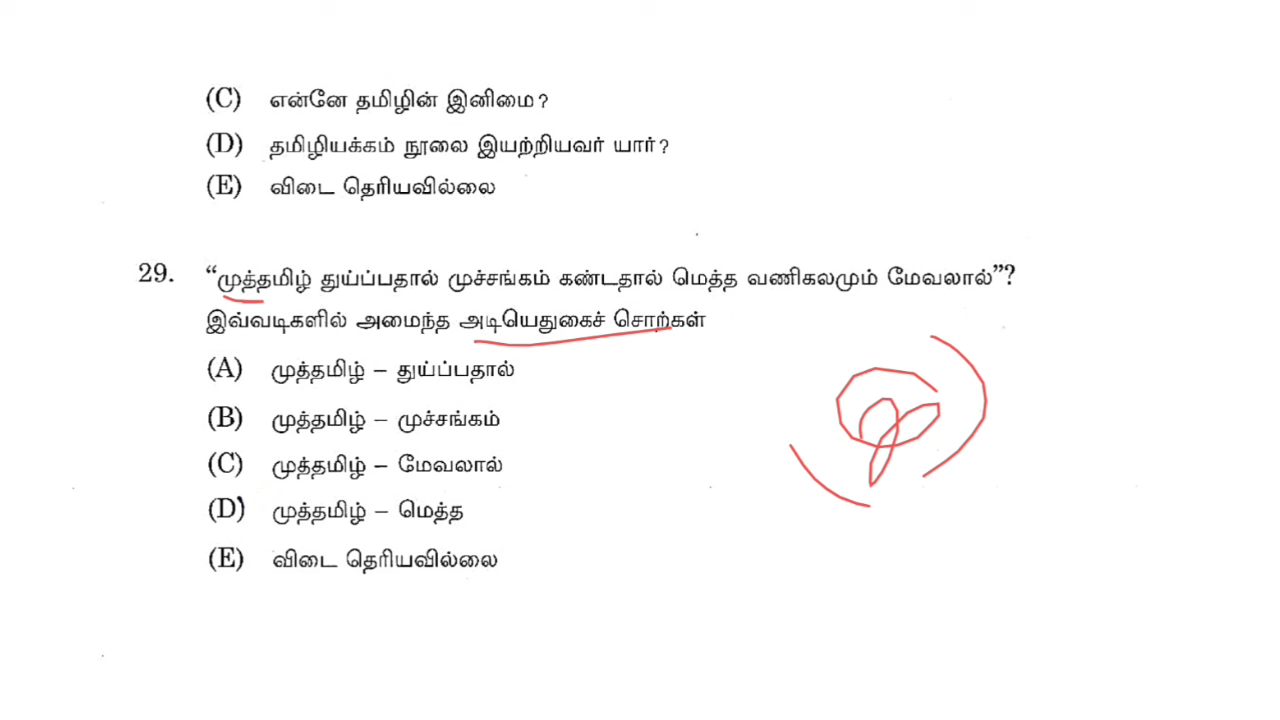 (C) என்னே தமிழின் இனிமை?
(D) தமிழியக்கம் நூலை இயற்றியவர் யார்?
(E) விடை தெரியவில்லை
29. “முத்தமிழ் துய்ப்பதால் முச்சங்கம் கண்டதால் மெத்த வணிகலமும் மேவலால்”?
இவ்வடிகளில் அமைந்த அடியெதுகைச் சொற்கள்
(A) முத்தமிழ் – துய்ப்பதால்
(B) முத்தமிழ் – முச்சங்கம்
(C) முத்தமிழ் – மேவலால்
(D) முத்தமிழ் – மெத்த
(E) விடை தெரியவில்லை